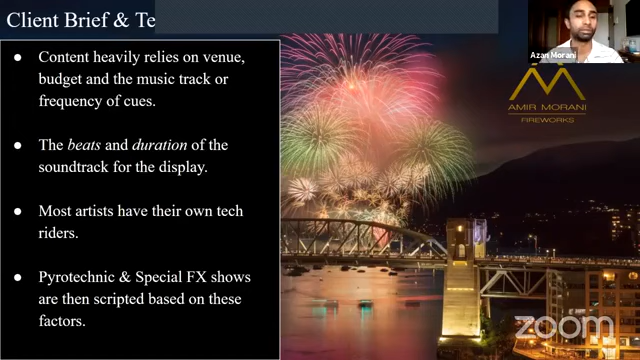 Client Brief & Te
● Content heavily relies on venue,
budget and the music track or
frequency of cues.
● The beats and duration of the
soundtrack for the display.
● Most artists have their own tech
riders.
● Pyrotechnic & Special FX shows
are then scripted based on these
factors.
Azan Morani
AMIR MORANI
FIREWORKS
zoom